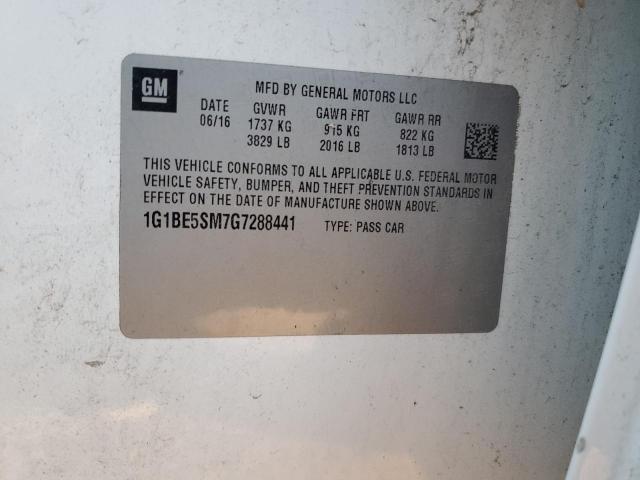 GM
MFD BY GENERAL MOTORS LLC
DATE GVWR GAWR FRT GAWR RR
06/16 1737 KG 915 KG 822 KG
3829 LB 2016 LB 1813 LB
THIS VEHICLE CONFORMS TO ALL APPLICABLE U.S. FEDERAL MOTOR
VEHICLE SAFETY, BUMPER, AND THEFT PREVENTION STANDARDS IN
EFFECT ON THE DATE OF MANUFACTURE SHOWN ABOVE.
1G1BE5SM7G7288441 TYPE: PASS CAR